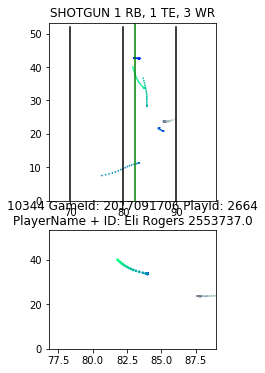 SHOTGUN 1 RB, 1 TE, 3 WR
50
40
30
20
10
0
70 80 90
10344 GameId: 2017091706 PlayId: 2664
PlayerName + ID: Eli Rogers 2553737.0
40
20
0
77.5 80.0 82.5 85.0 87.5